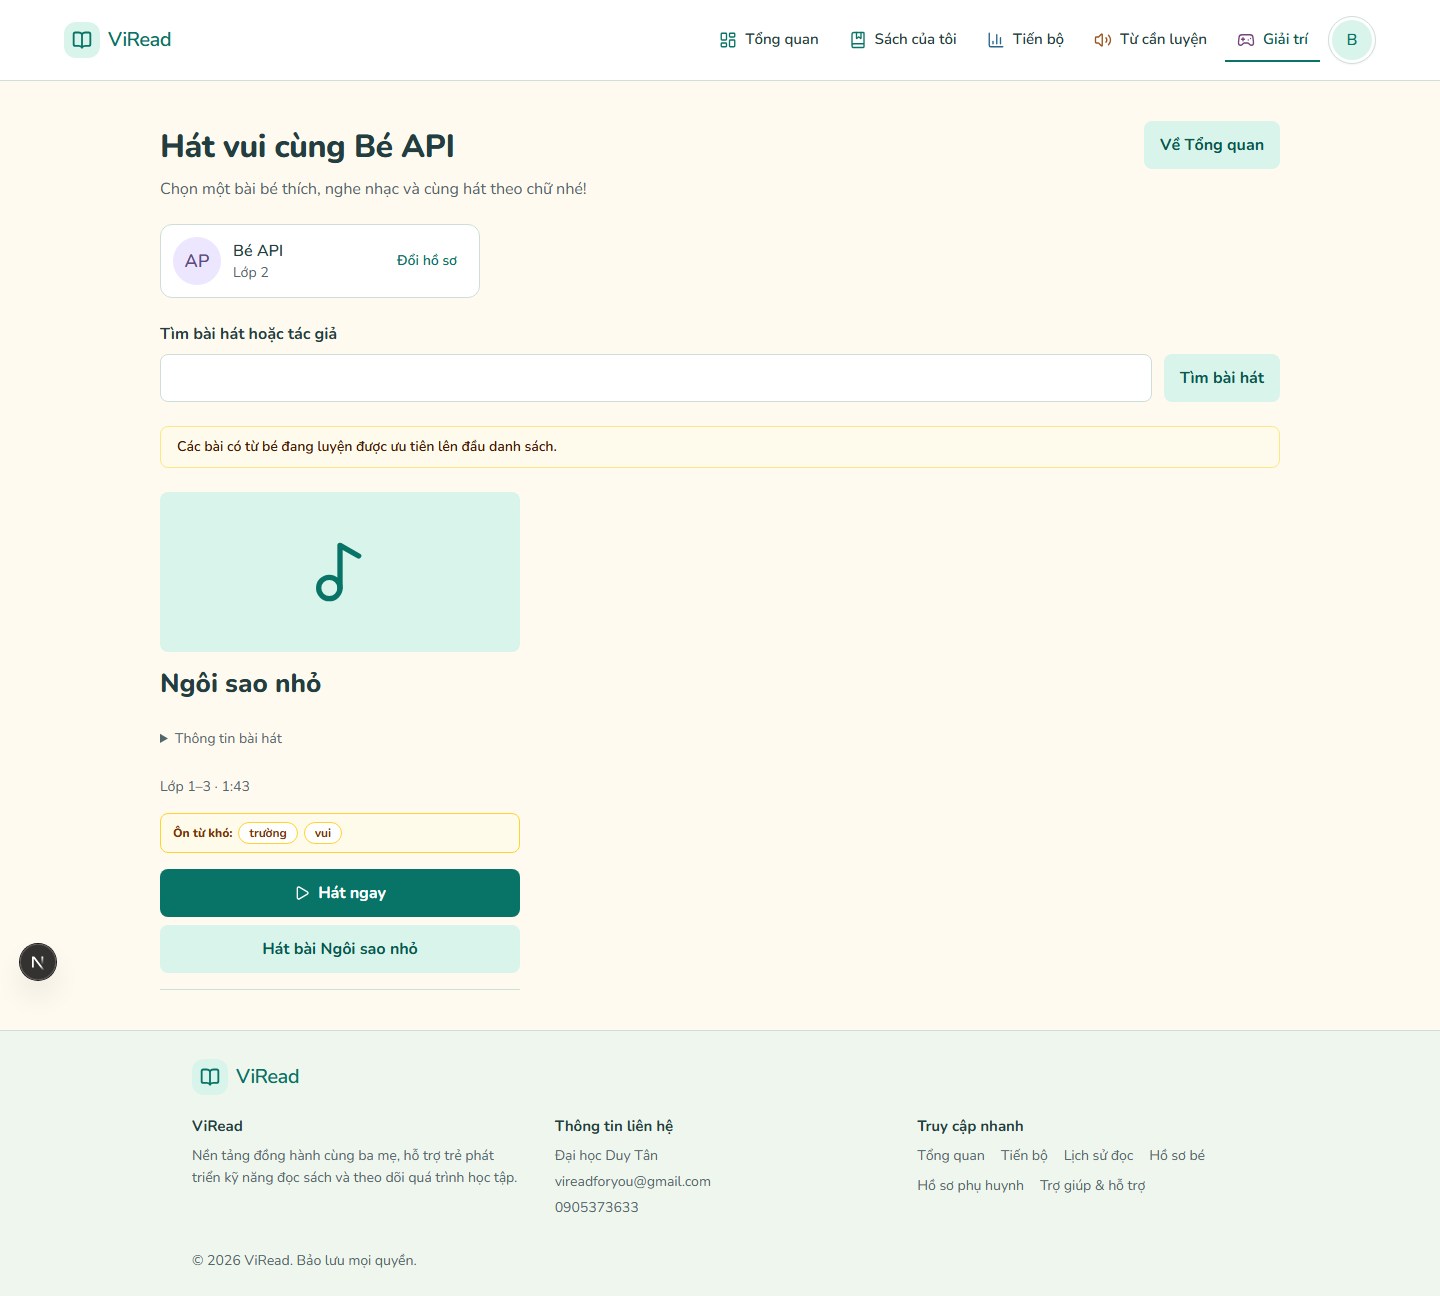 ViRead
Tổng quan
Sách của tôi
Tiến bộ
Từ cần luyện
Giải trí
B
Hát vui cùng Bé API
Về Tổng quan
Chọn một bài bé thích, nghe nhạc và cùng hát theo chữ nhé!
AP
Bé API
Lớp 2
Đổi hồ sơ
Tìm bài hát hoặc tác giả
Tìm bài hát
Các bài có từ bé đang luyện được ưu tiên lên đầu danh sách.
Ngôi sao nhỏ
Thông tin bài hát
Lớp 1–3 · 1:43
Ôn từ khó: trường vui
Hát ngay
Hát bài Ngôi sao nhỏ
N
ViRead
ViRead
Nền tảng đồng hành cùng ba mẹ, hỗ trợ trẻ phát
triển kỹ năng đọc sách và theo dõi quá trình học tập.
Thông tin liên hệ
Đại học Duy Tân
vireadforyou@gmail.com
0905373633
Truy cập nhanh
Tổng quan Tiến bộ Lịch sử đọc Hồ sơ bé
Hồ sơ phụ huynh Trợ giúp & hỗ trợ
© 2026 ViRead. Bảo lưu mọi quyền.